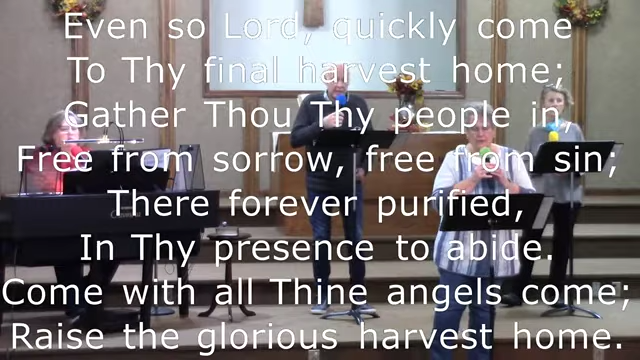 Even so Lord, quickly come
To Thy final harvest home;
Gather Thou Thy people in,
Free from sorrow, free from sin;
There forever purified,
In Thy presence to abide.
Come with all Thine angels come;
Raise the glorious harvest home.